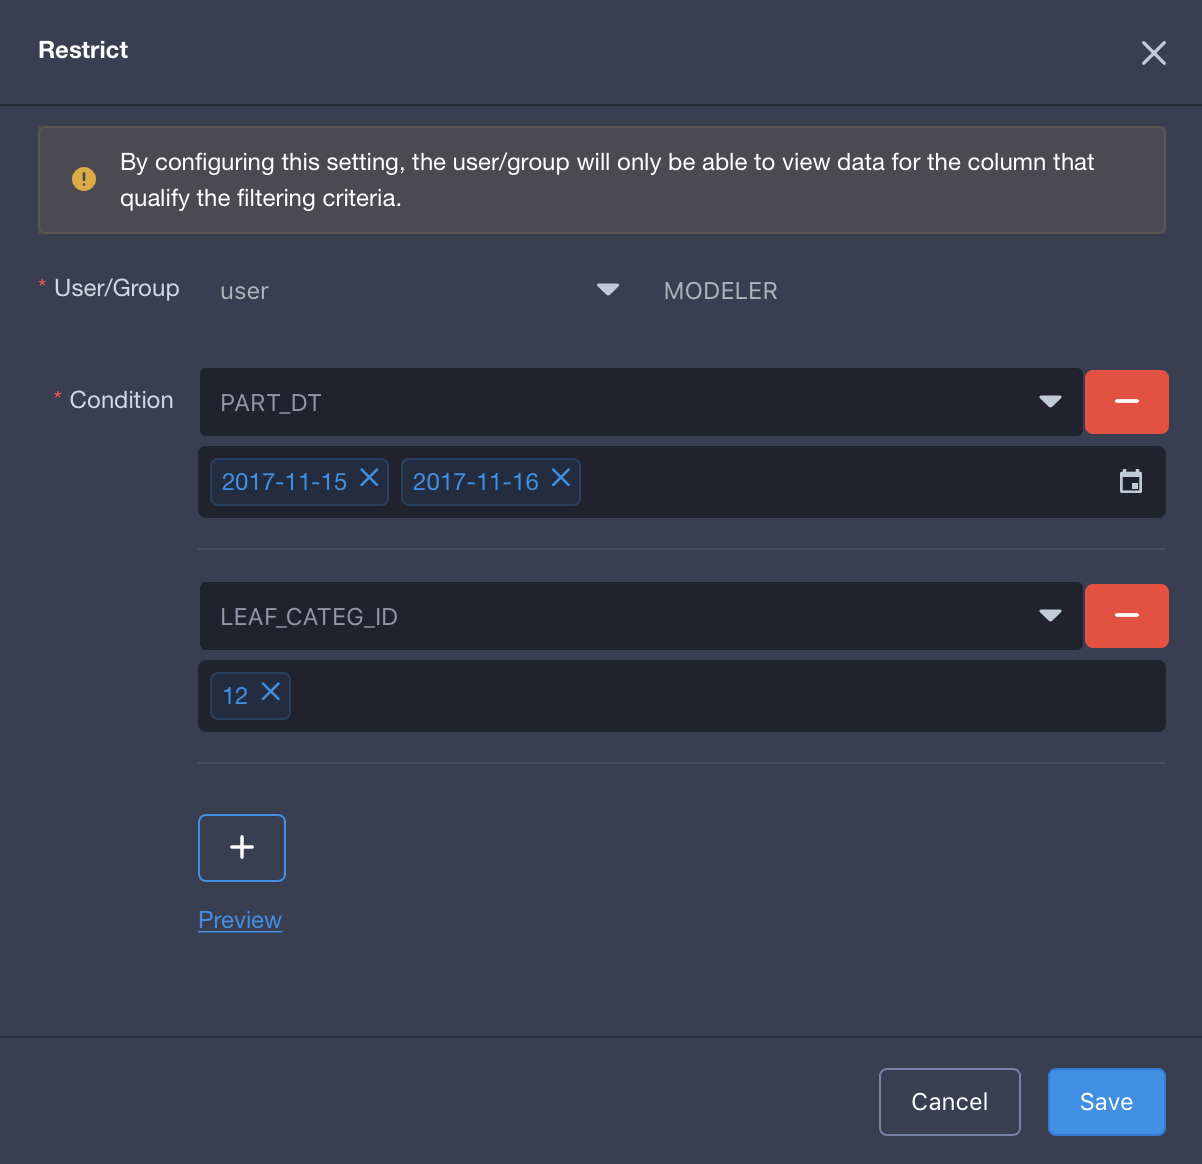 Restrict
By configuring this setting, the user/group will only be able to view data for the column that
qualify the filtering criteria.
* User/Group user MODELER
* Condition PART_DT
2017-11-15 2017-11-16
LEAF_CATEG_ID
12
Preview
Cancel Save